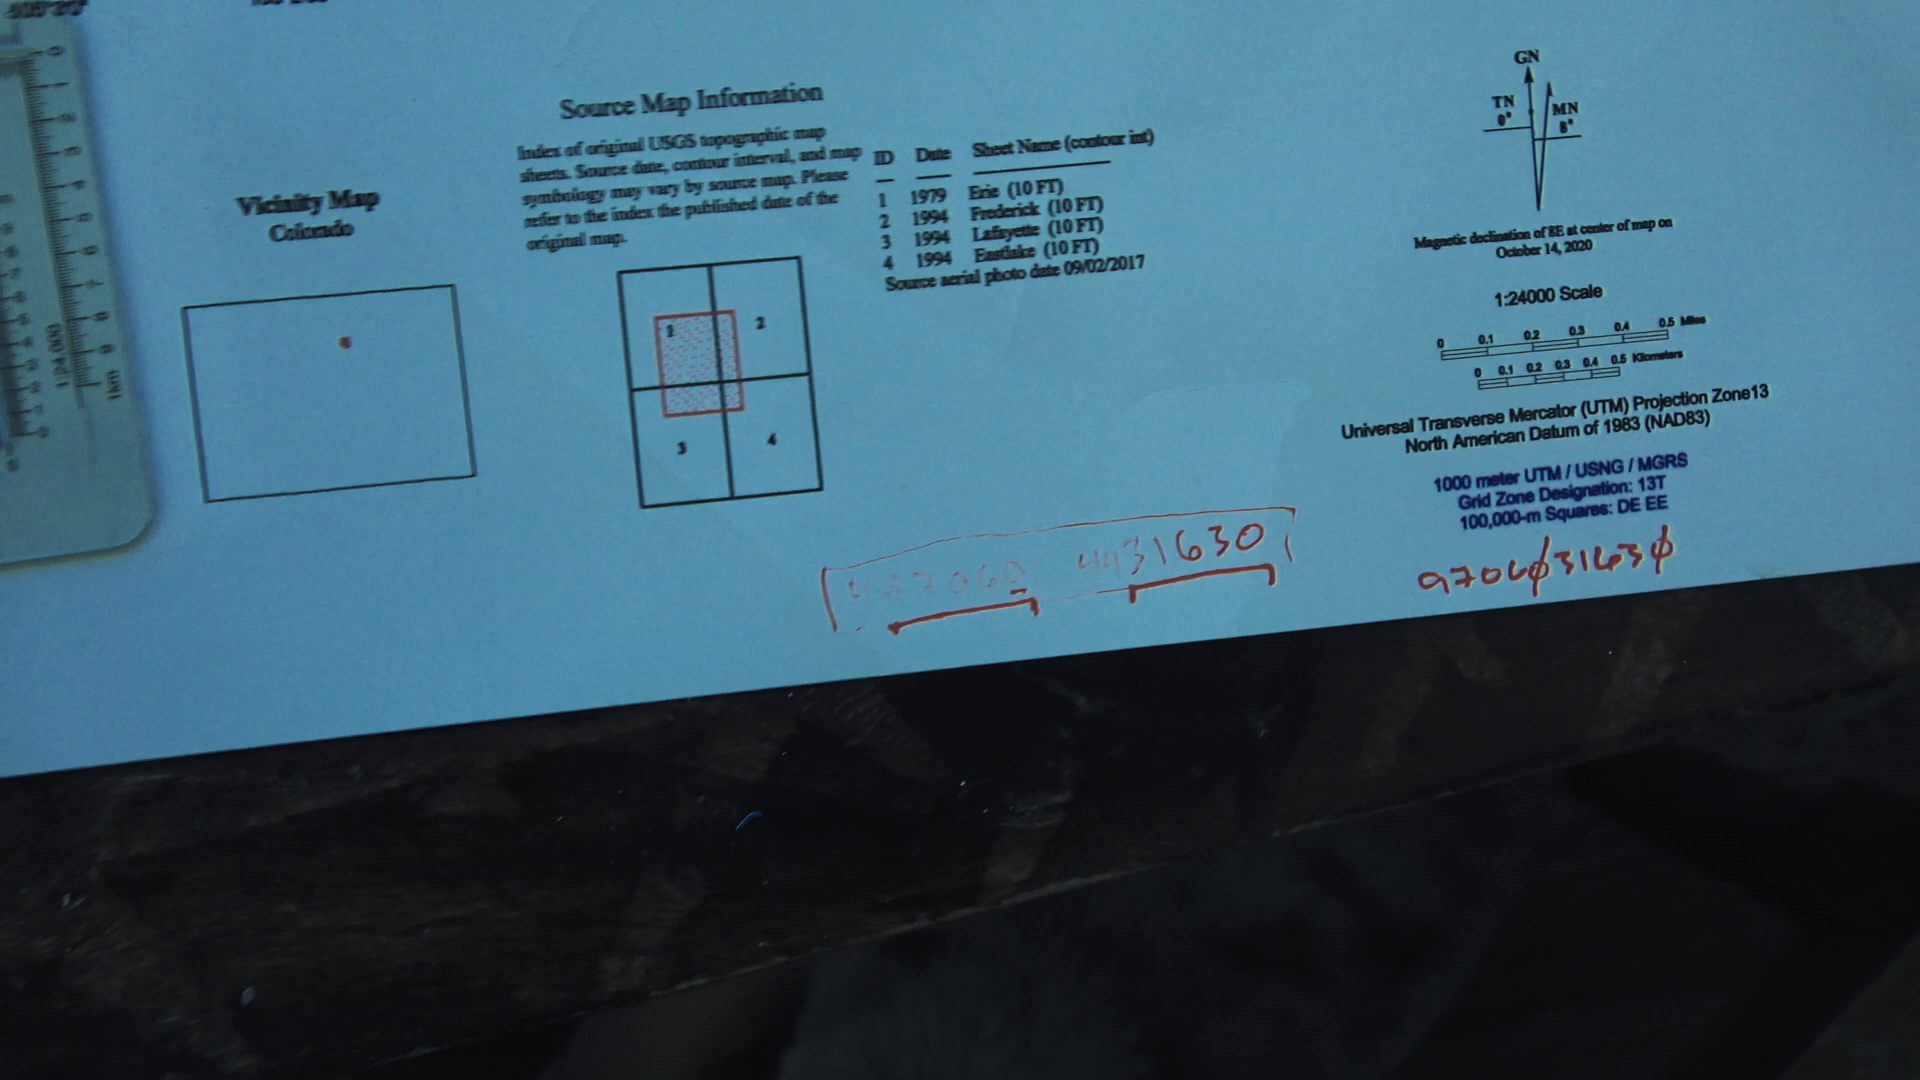 Vicinity Map
Colorado
Source Map Information
Index of original USGS topographic map
sheets. Source date, contour interval, and map
symbology may vary by source map. Please
refer to the index the published date of the
original map.
1
2
3
4
ID Date Sheet Name (contour int)
1 1979 Erie (10 FT)
2 1994 Frederick (10 FT)
3 1994 Lafayette (10 FT)
4 1994 Eastlake (10 FT)
Source aerial photo date 09/02/2017
GN
TN
0°
MN
8°
Magnetic declination of 8E at center of map on
October 14, 2020
1:24000 Scale
0 0.1 0.2 0.3 0.4 0.5 Miles
0 0.1 0.2 0.3 0.4 0.5 Kilometers
Universal Transverse Mercator (UTM) Projection Zone13
North American Datum of 1983 (NAD83)
1000 meter UTM / USNG / MGRS
Grid Zone Designation: 13T
100,000-m Squares: DE EE
497060 4431630
9706031630
1:24,000
km